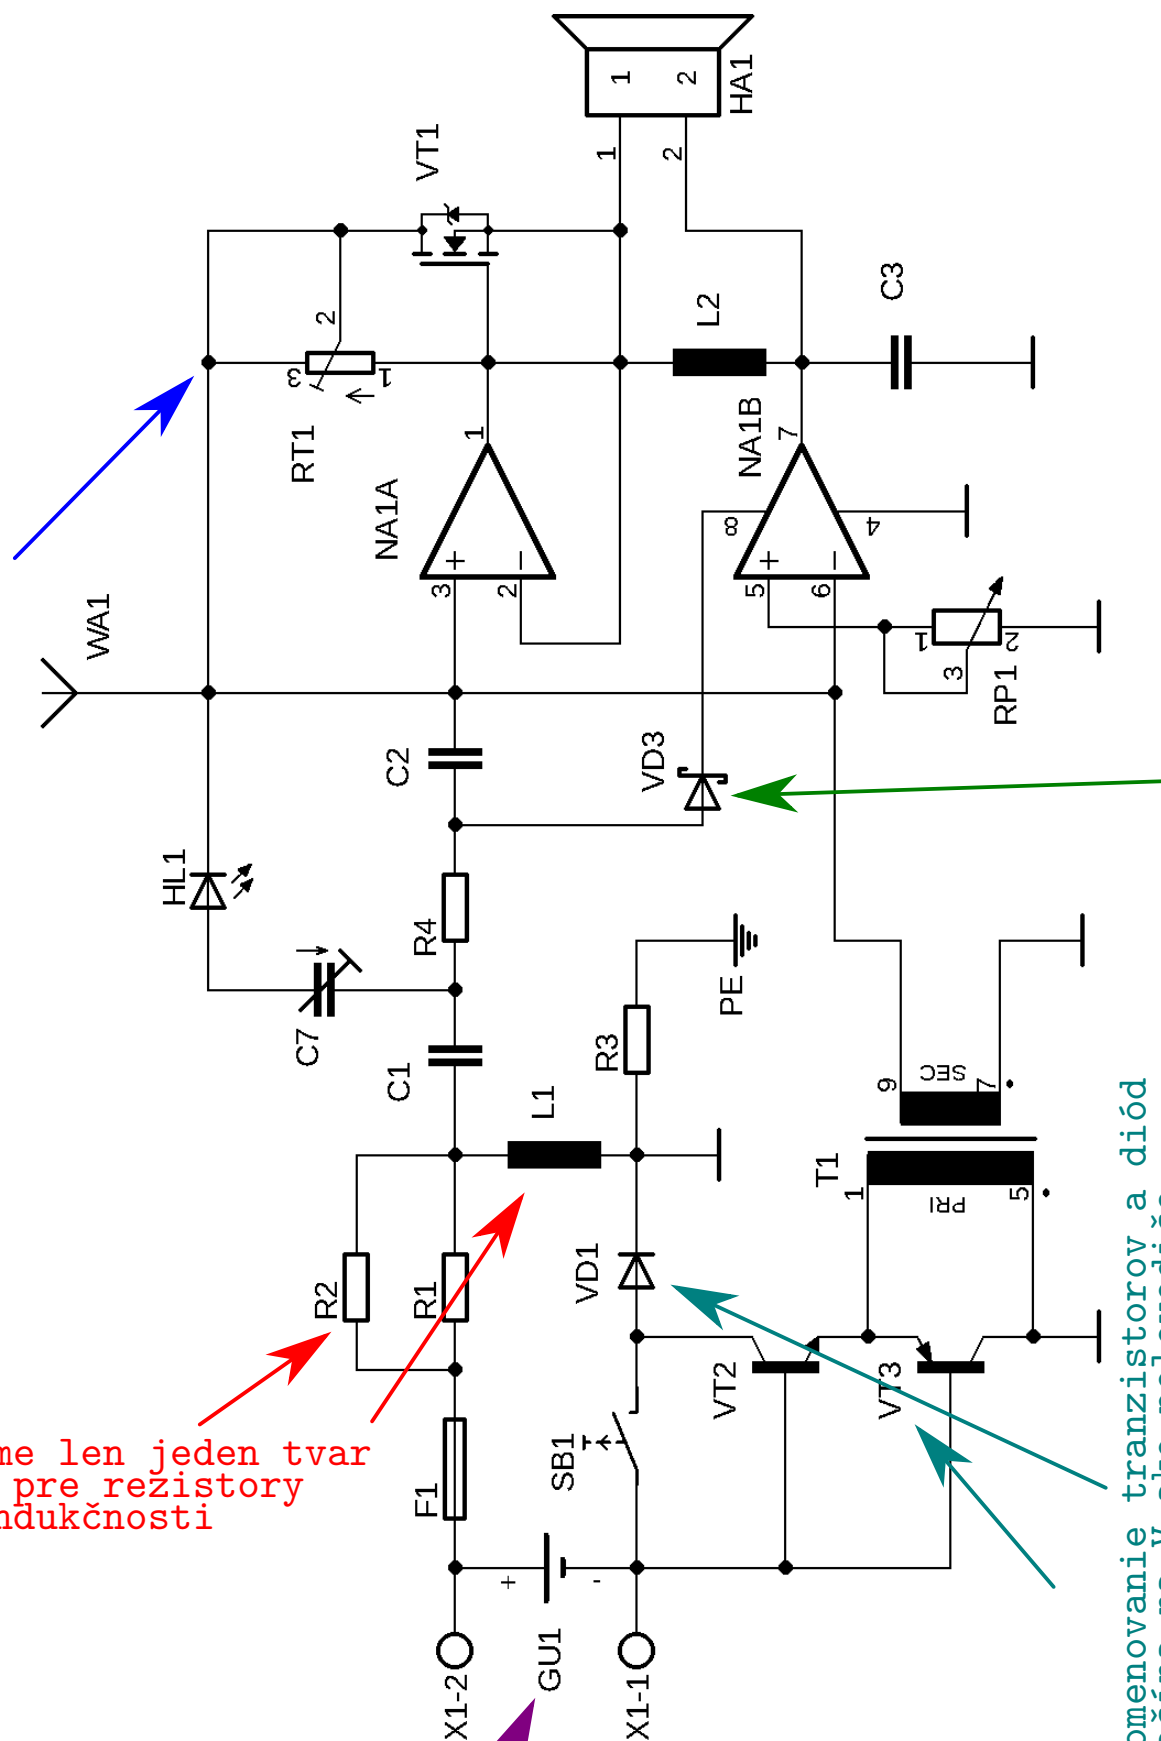 HA1
1
2
1
2
VT1
2
3
1
RT1
L2
C3
NA1A
1
3
+
2
−
NA1B
7
8
4
5
+
6
−
WA1
1
2
3
RP1
VD3
C2
HL1
R4
C7
C1
R3
PE
L1
T1
9
SEC
7
1
PRI
5
R2
R1
VD1
VT2
VT3
len jeden tvar
pre rezistory
F1
SB1
+
-
GU1
X1-2
X1-1
tranzistorov a diód